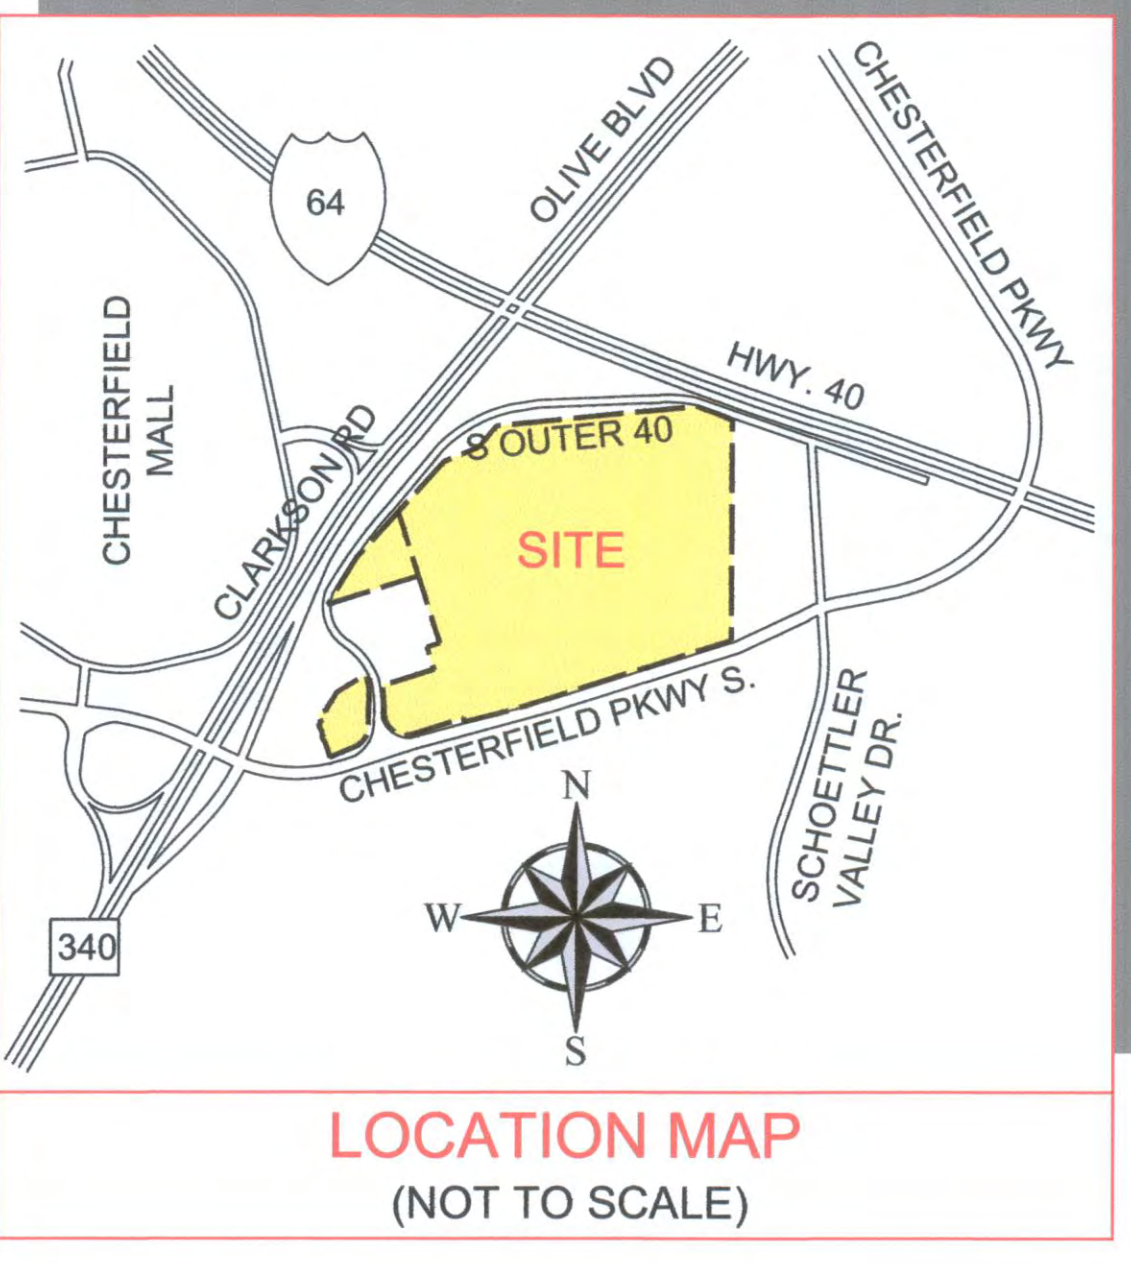 CHESTERFIELD PKWY
OLIVE BLVD
64
CHESTERFIELD
MALL
HWY. 40
CLARKSON RD
S OUTER 40
SITE
CHESTERFIELD PKWY S.
SCHOETTLER
VALLEY DR.
N
W
E
S
340
LOCATION MAP
(NOT TO SCALE)